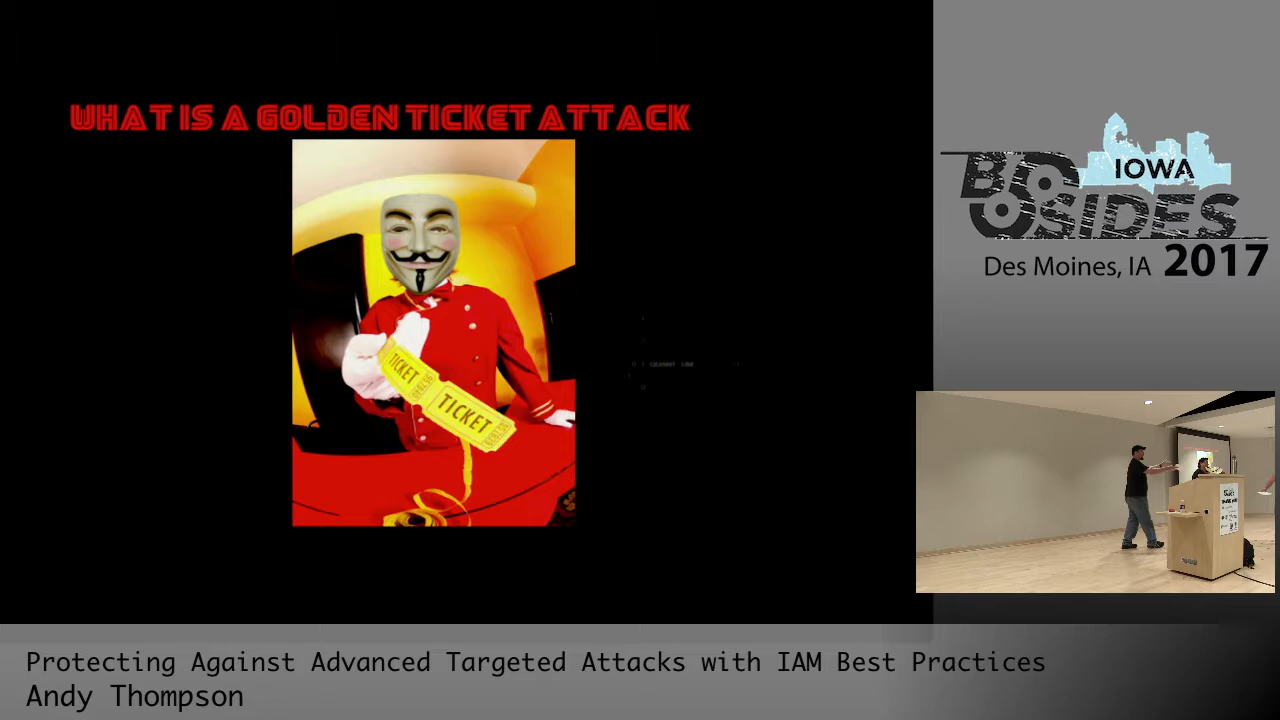 WHAT IS A GOLDEN TICKET ATTACK
TICKET
TICKET
IOWA
BSIDES
Des Moines, IA 2017
Protecting Against Advanced Targeted Attacks with IAM Best Practices
Andy Thompson